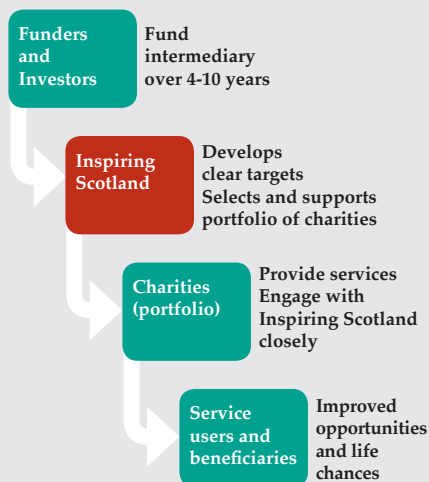 Funders
and
Investors
Fund
intermediary
over 4-10 years
Inspiring
Scotland
Develops
clear targets
Selects and supports
portfolio of charities
Charities
(portfolio)
Provide services
Engage with
Inspiring Scotland
closely
Service
users and
beneficiaries
Improved
opportunities
and life
chances